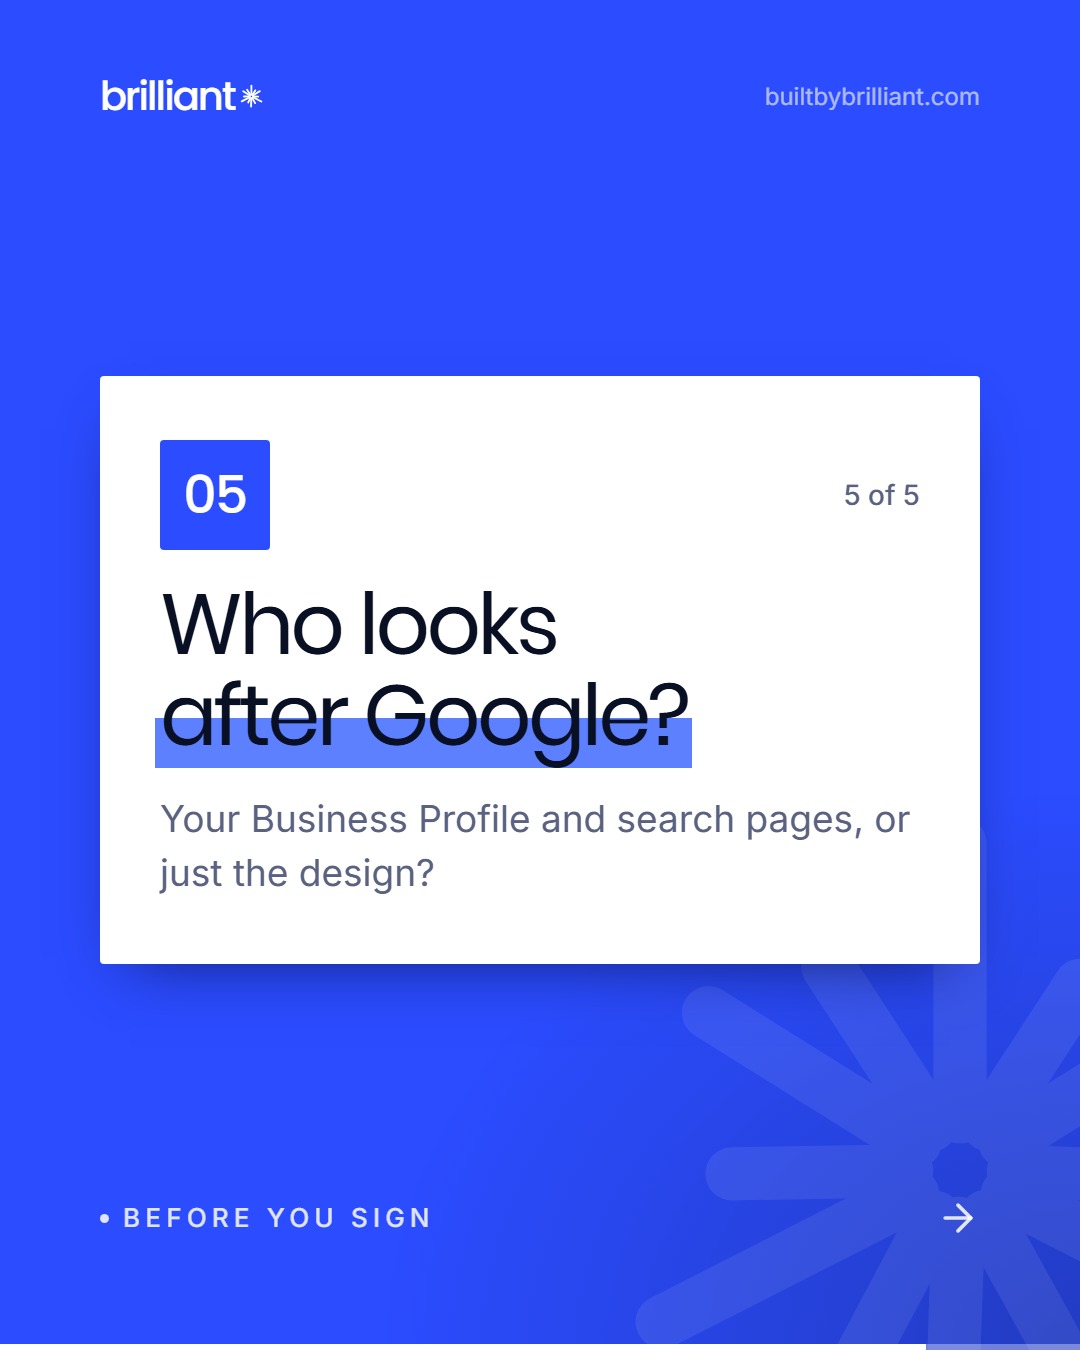 brilliant
builtbybrilliant.com
05
5 of 5
Who looks
after Google?
Your Business Profile and search pages, or
just the design?
• BEFORE YOU SIGN